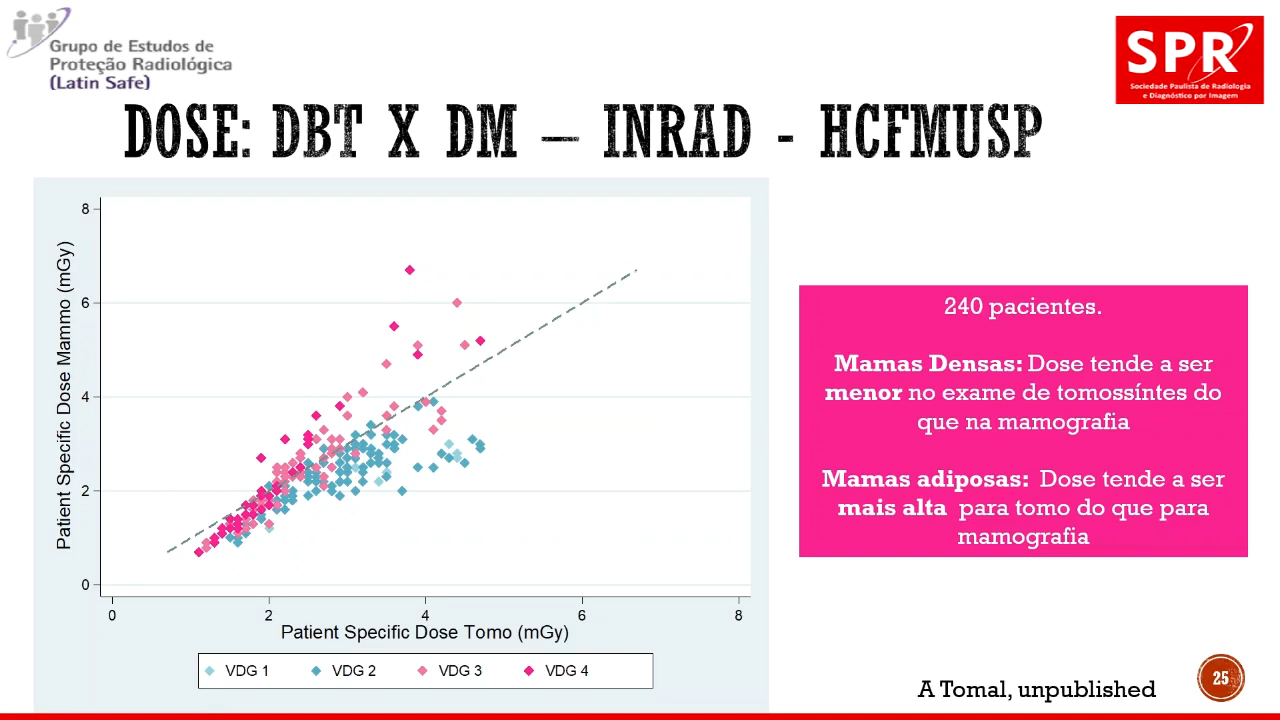 Grupo de Estudos de
Proteção Radiológica
(Latin Safe)
SPR
Sociedade Paulista de Radiologia
e Diagnóstico por Imagem
DOSE: DBT X DM – INRAD - HCFMUSP
Patient Specific Dose Mammo (mGy)
8
6
4
2
0
0 2 4 6 8
Patient Specific Dose Tomo (mGy)
VDG 1 VDG 2 VDG 3 VDG 4
240 pacientes.
Mamas Densas: Dose tende a ser
menor no exame de tomossíntes do
que na mamografia
Mamas adiposas: Dose tende a ser
mais alta para tomo do que para
mamografia
A Tomal, unpublished
25